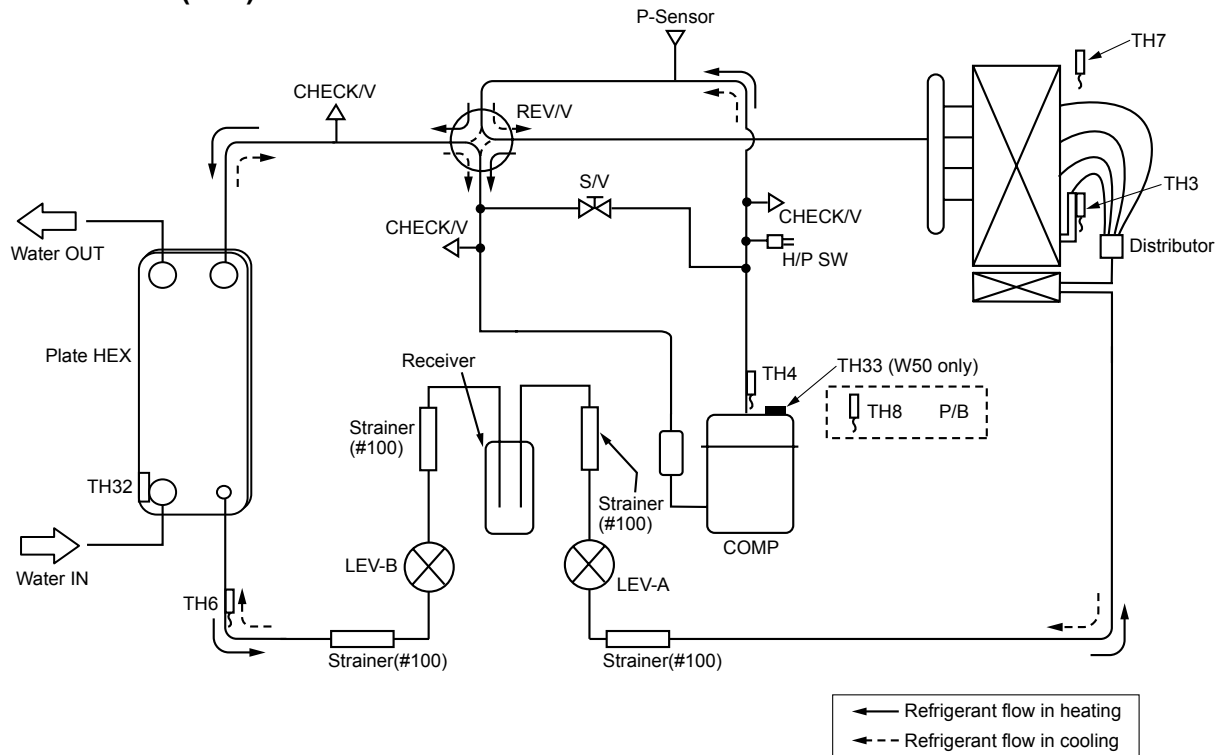 P-Sensor
TH7
CHECK/V
REV/V
TH3
S/V
CHECK/V
CHECK/V
H/P SW
Distributor
Water OUT
Plate HEX
Receiver
TH4
TH33 (W50 only)
TH8
P/B
Strainer
(#100)
Strainer
(#100)
TH32
COMP
Water IN
LEV-B
LEV-A
TH6
Strainer(#100)
Strainer(#100)
Refrigerant flow in heating
Refrigerant flow in cooling